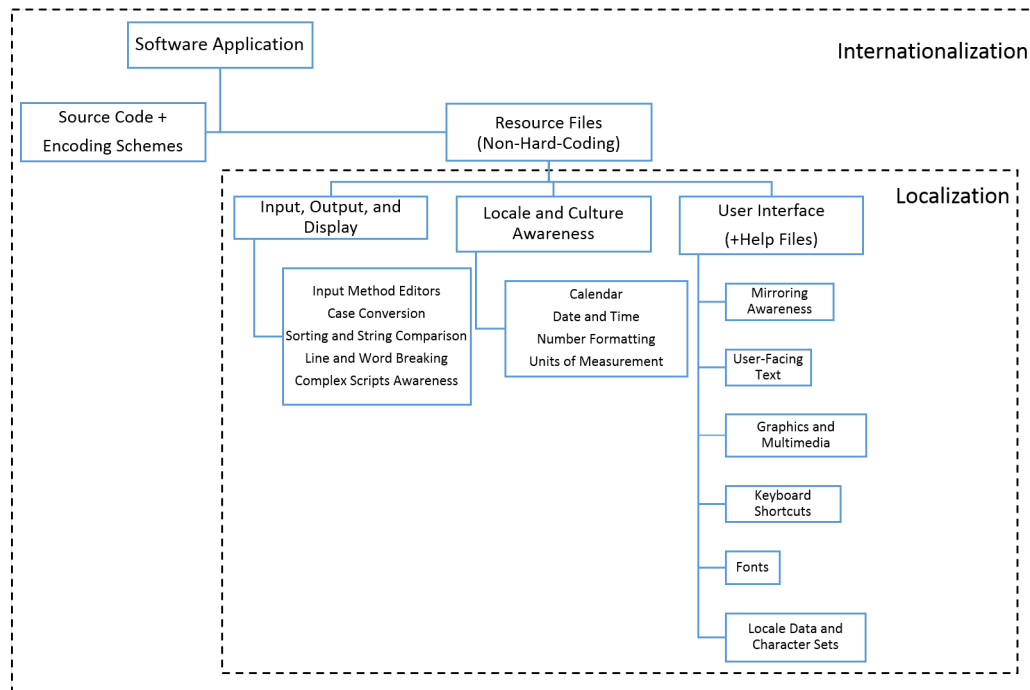 Software Application
Internationalization
Source Code +
Encoding Schemes
Resource Files
(Non-Hard-Coding)
Localization
Input, Output, and
Display
Locale and Culture
Awareness
User Interface
(+Help Files)
Input Method Editors
Case Conversion
Sorting and String Comparison
Line and Word Breaking
Complex Scripts Awareness
Calendar
Date and Time
Number Formatting
Units of Measurement
Mirroring
Awareness
User-Facing
Text
Graphics and
Multimedia
Keyboard
Shortcuts
Fonts
Locale Data and
Character Sets